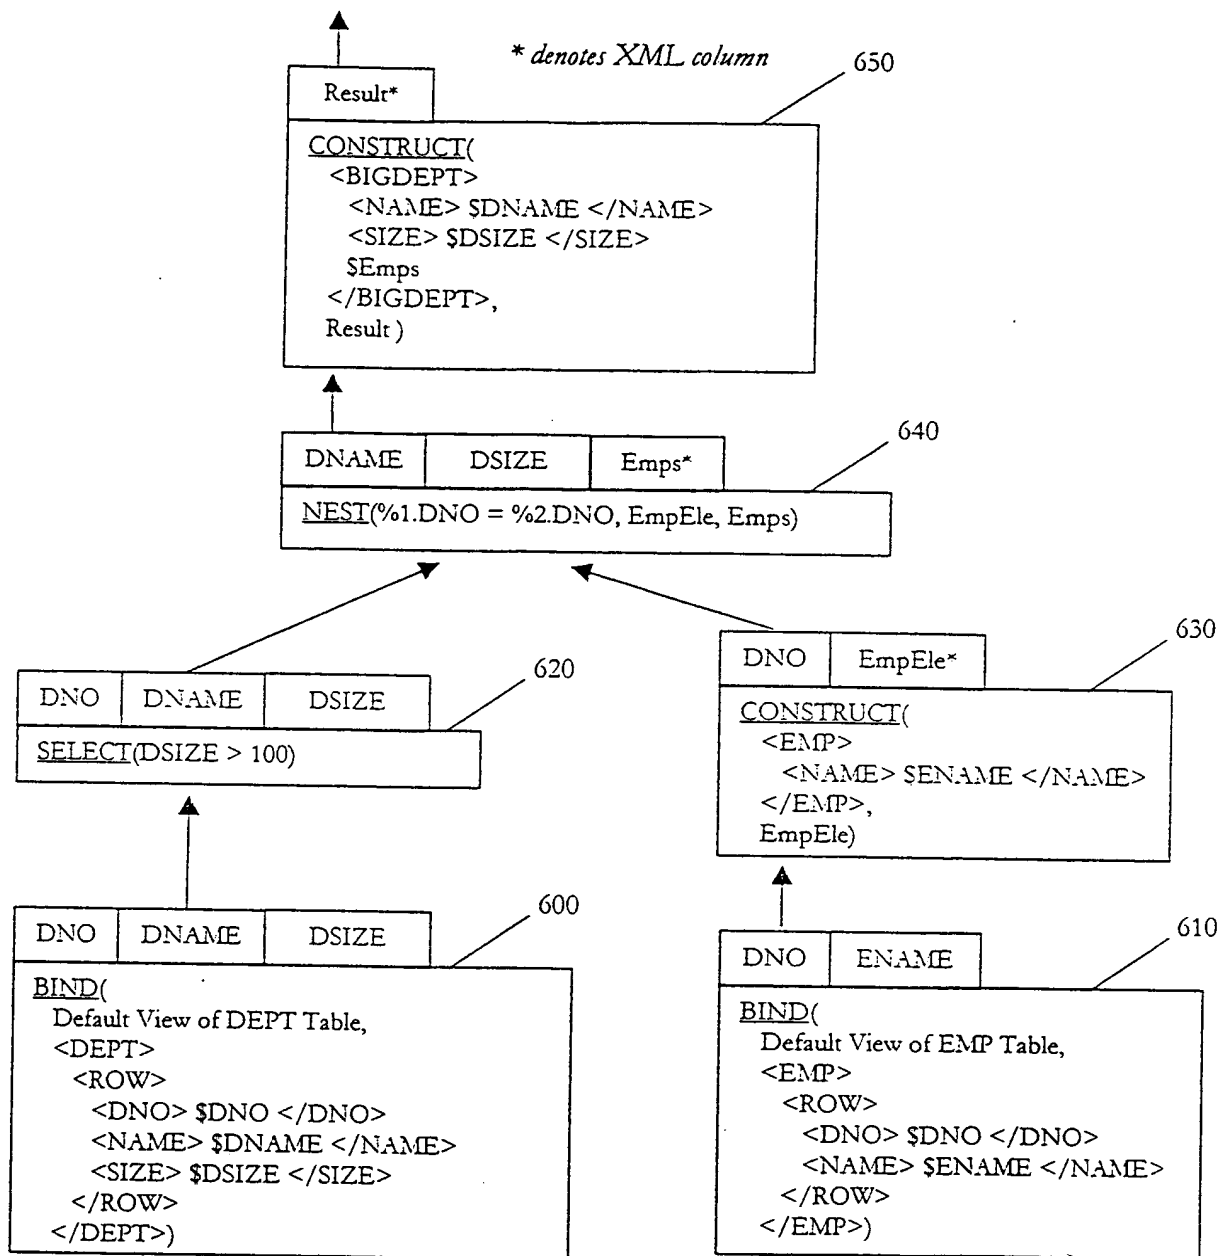 * denotes XML column
650
Result*
CONSTRUCT(
<BIGDEPT>
<NAME> $DNAME </NAME>
<SIZE> $DSIZE </SIZE>
$Emps
</BIGDEPT>,
Result )
640
DNAME DSIZE Emps*
NEST(%1.DNO = %2.DNO, EmpEle, Emps)
620
DNO DNAME DSIZE
SELECT(DSIZE > 100)
630
DNO EmpEle*
CONSTRUCT(
<EMP>
<NAME> $ENAME </NAME>
</EMP>,
EmpEle)
600
DNO DNAME DSIZE
BIND(
Default View of DEPT Table,
<DEPT>
<ROW>
<DNO> $DNO </DNO>
<NAME> $DNAME </NAME>
<SIZE> $DSIZE </SIZE>
</ROW>
</DEPT>)
610
DNO ENAME
BIND(
Default View of EMP Table,
<EMP>
<ROW>
<DNO> $DNO </DNO>
<NAME> $ENAME </NAME>
</ROW>
</EMP>)